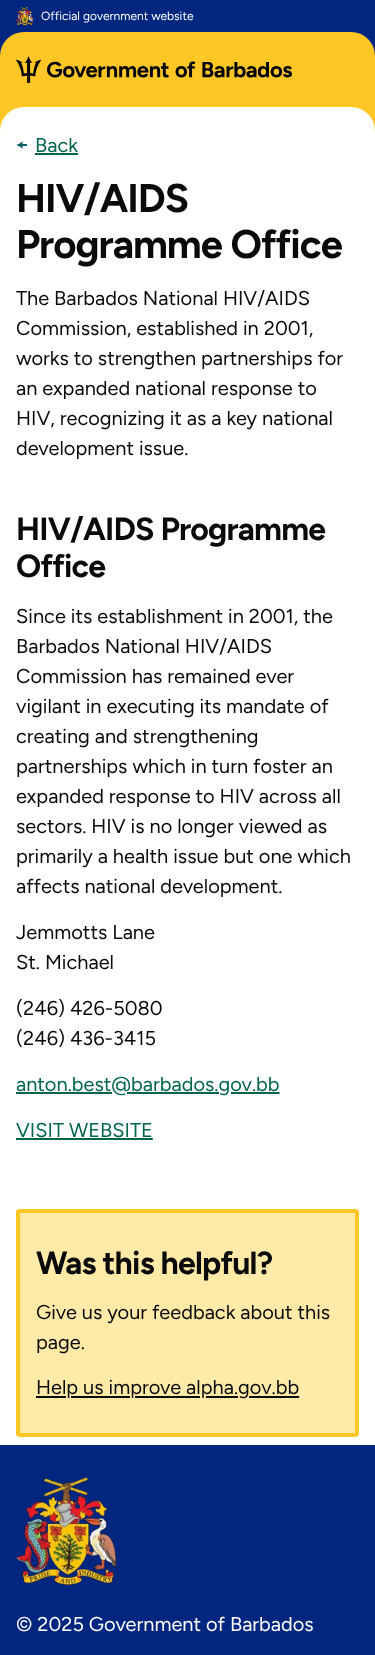 Official government website
Government of Barbados
Back
HIV/AIDS
Programme Office
The Barbados National HIV/AIDS
Commission, established in 2001,
works to strengthen partnerships for
an expanded national response to
HIV, recognizing it as a key national
development issue.
HIV/AIDS Programme
Office
Since its establishment in 2001, the
Barbados National HIV/AIDS
Commission has remained ever
vigilant in executing its mandate of
creating and strengthening
partnerships which in turn foster an
expanded response to HIV across all
sectors. HIV is no longer viewed as
primarily a health issue but one which
affects national development.
Jemmotts Lane
St. Michael
(246) 426-5080
(246) 436-3415
anton.best@barbados.gov.bb
VISIT WEBSITE
Was this helpful?
Give us your feedback about this
page.
Help us improve alpha.gov.bb
PRIDE AND INDUSTRY
© 2025 Government of Barbados